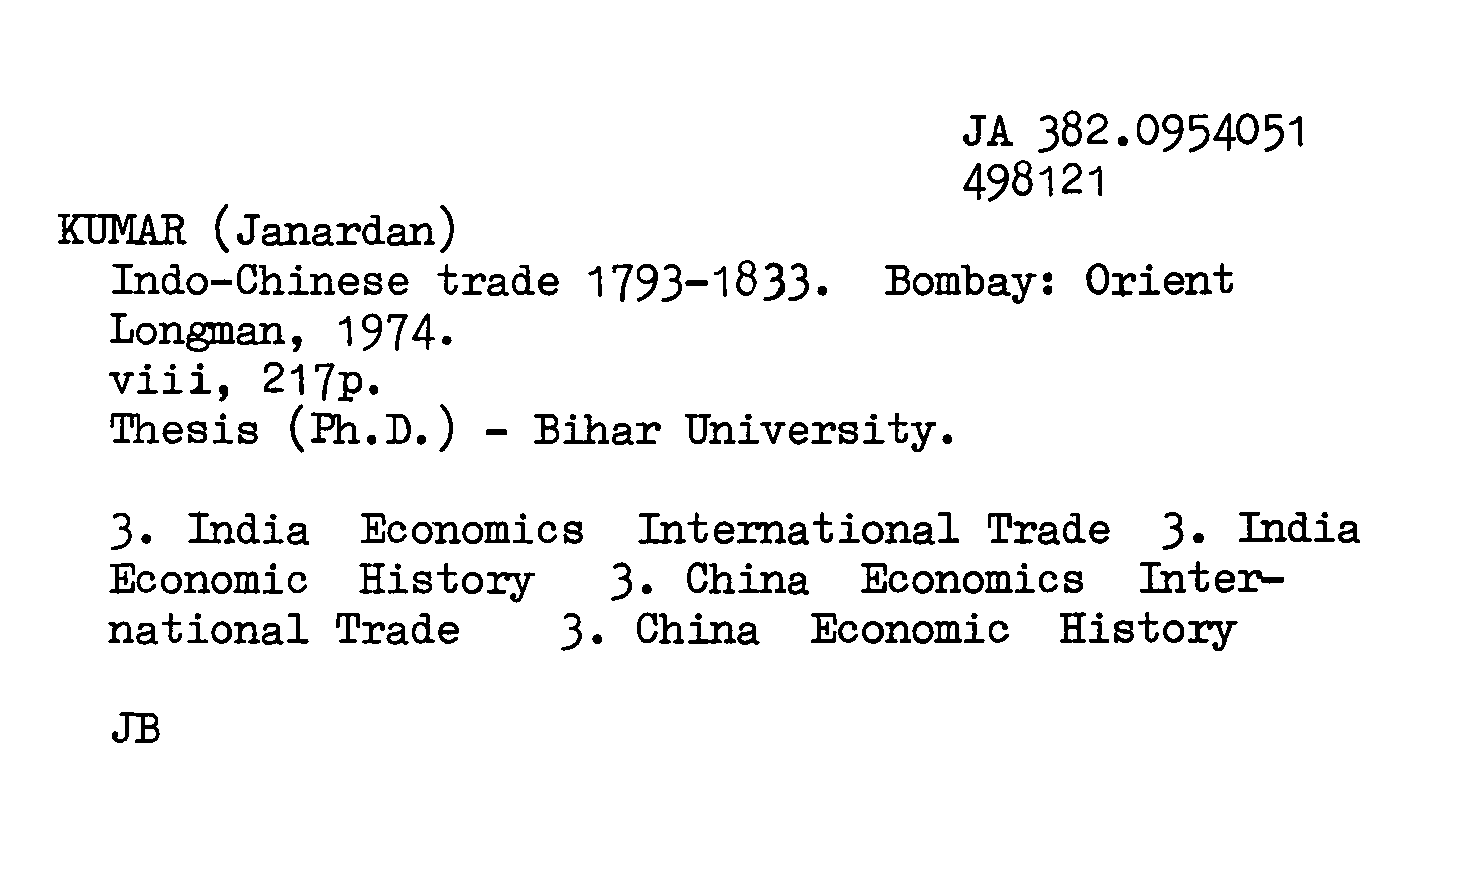 JA 382.0954051
498121
KUMAR (Janardan)
Indo-Chinese trade 1793-1833. Bombay: Orient
Longman, 1974.
viii, 217p.
Thesis (Ph.D.) - Bihar University.
3. India Economics International Trade 3. India
Economic History 3. China Economics Inter-
national Trade 3. China Economic History
JB